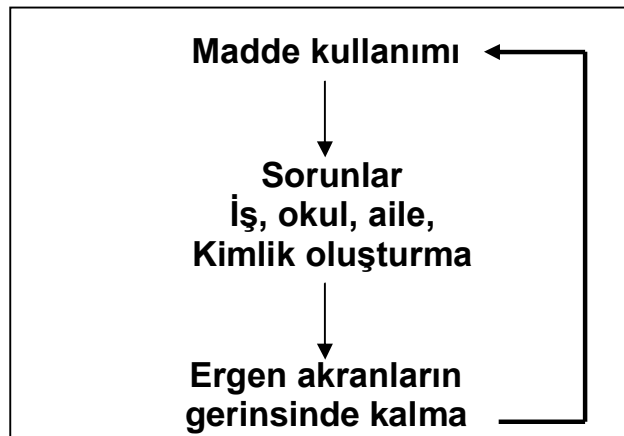 Madde kullanımı
Sorunlar
İş, okul, aile,
Kimlik oluşturma
Ergen akranların
gerinsinde kalma